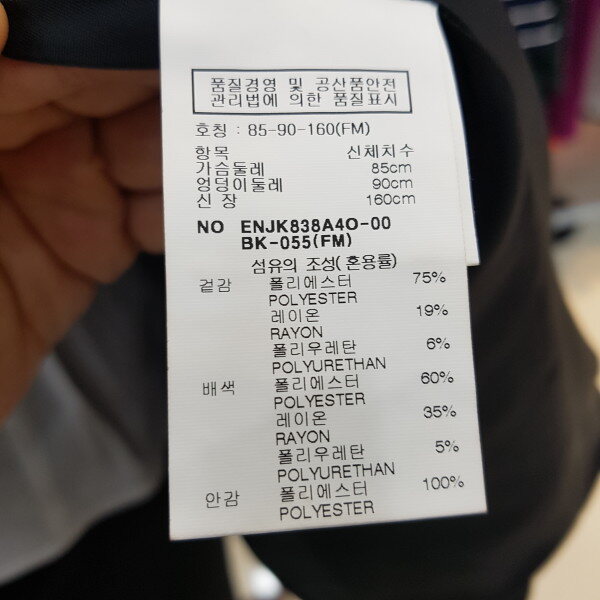 품질경영 및 공산품안전
관리법에 의한 품질표시
호칭 : 85-90-160(FM)
항목 신체치수
가슴둘레 85cm
엉덩이둘레 90cm
신 장 160cm
NO ENJK838A4O-00
BK-055(FM)
섬유의 조성( 혼용률)
겉감 폴리에스터 75%
POLYESTER
레이온 19%
RAYON
폴리우레탄 6%
POLYURETHAN
배색 폴리에스터 60%
POLYESTER
레이온 35%
RAYON
폴리우레탄 5%
POLYURETHAN
안감 폴리에스터 100%
POLYESTER